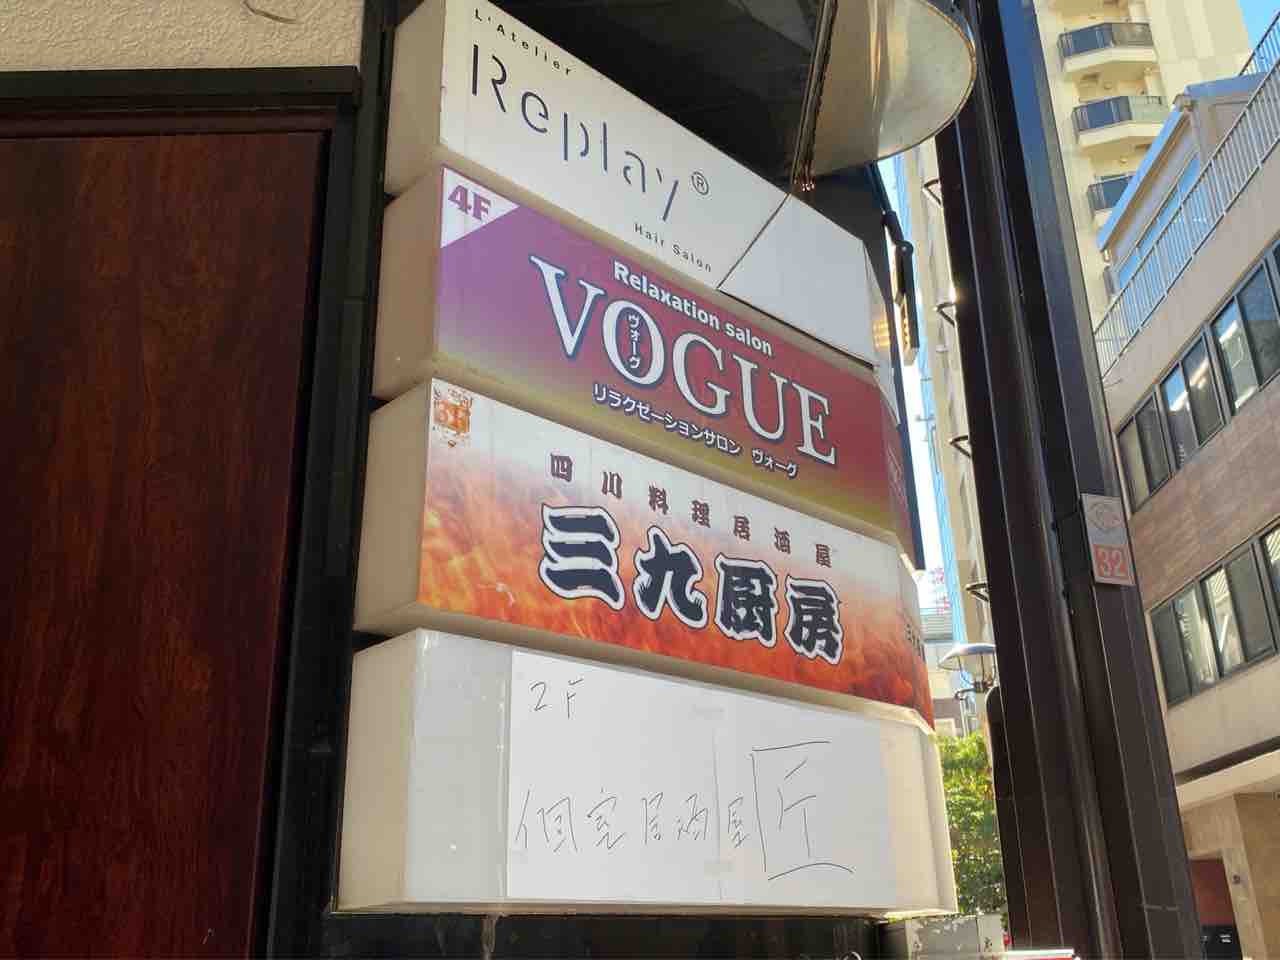 L'Atelier
Replay®
Hair Salon
4F
Relaxation salon
VOGUE
ヴォーグ
リラクゼーションサロン ヴォーグ
3F
四川料理居酒屋
三九厨房
2F
個室居酒屋 匠
32